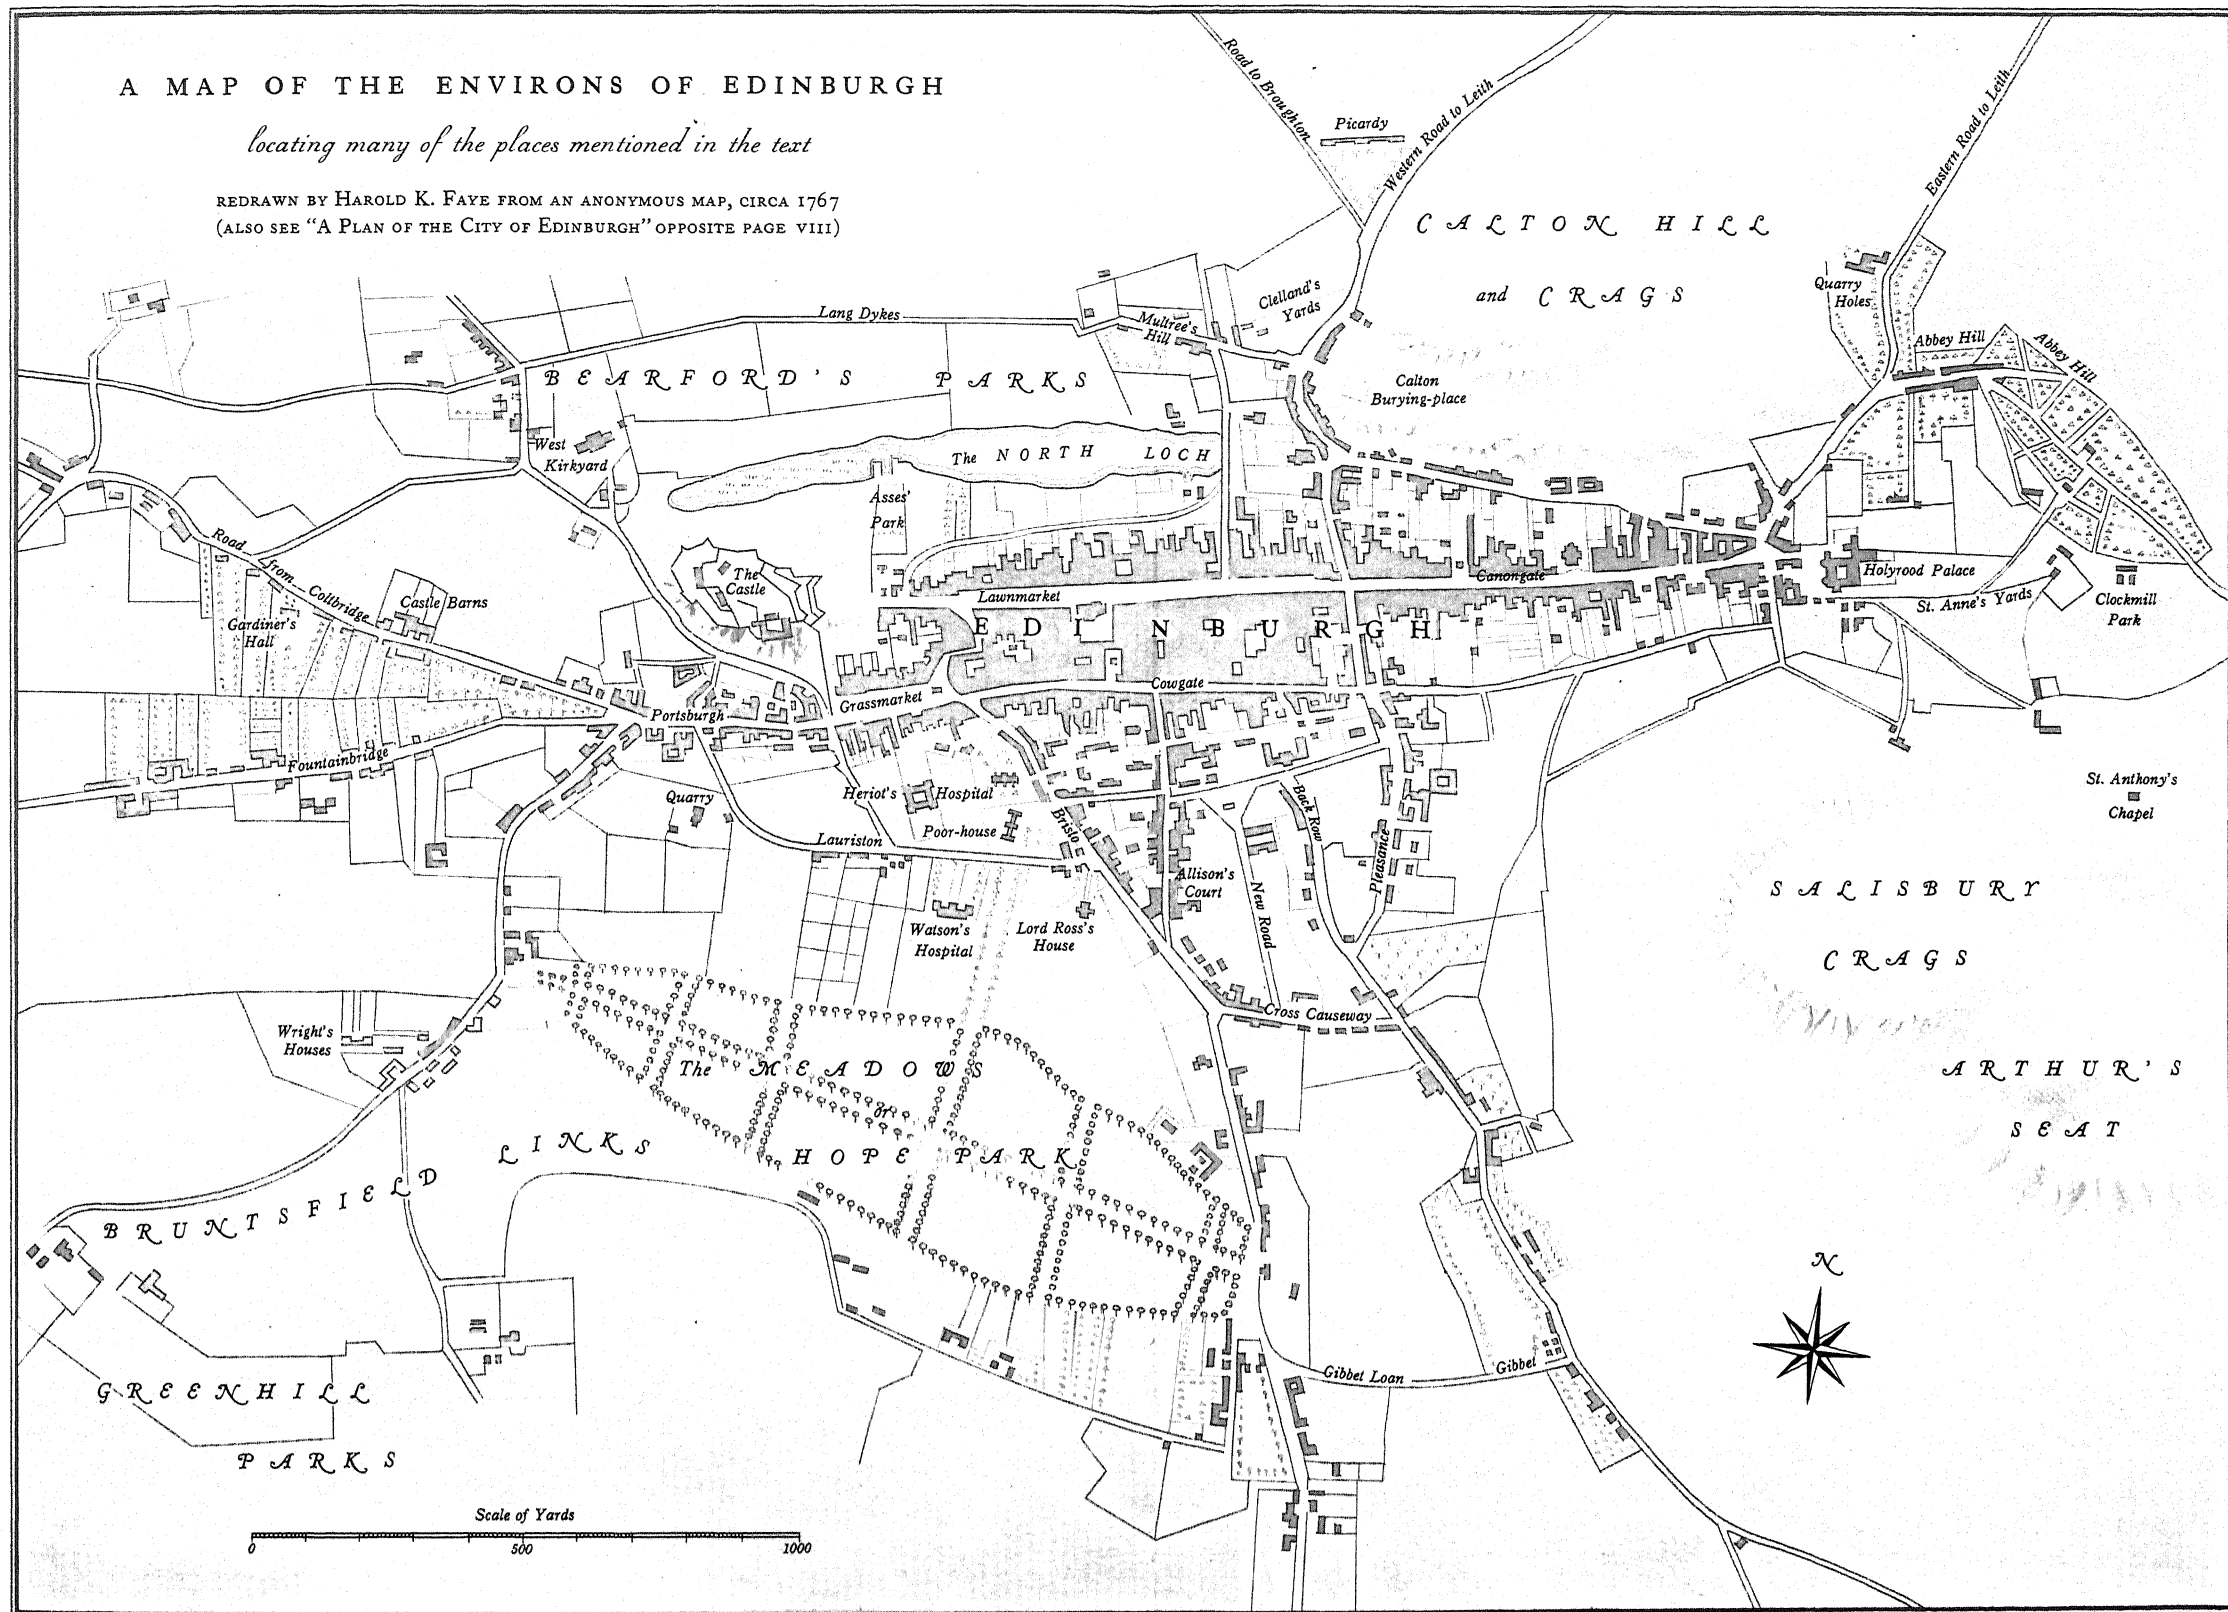 A MAP OF THE ENVIRONS OF EDINBURGH
locating many of the places mentioned in the text
REDRAWN BY HAROLD K. FAYE FROM AN ANONYMOUS MAP, CIRCA 1767
(ALSO SEE "A PLAN OF THE CITY OF EDINBURGH" OPPOSITE PAGE VIII)
Road to Broughton
Picardy
Western Road to Leith
Eastern Road to Leith
CALTON HILL
and CRAGS
Clelland's
Yards
Quarry
Holes
Lang Dykes
Multree's
Hill
Abbey Hill
Abbey Hill
BEARFORD'S PARKS
Calton
Burying-place
West
Kirkyard
The NORTH LOCH
Asses'
Park
Road from Collbridge
The
Castle
Castle Barns
Gardiner's
Hall
Lawnmarket
Canongate
Holyrood Palace
St. Anne's Yards
Clockmill
Park
EDINBURGH
Cowgate
Grassmarket
Portsburgh
Fountainbridge
Quarry
Heriot's Hospital
Poor-house
Lauriston
Bristo
Back Row
Pleasance
St. Anthony's
Chapel
Allison's
Court
New Road
Watson's
Hospital
Lord Ross's
House
SALISBURY
CRAGS
Cross Causeway
Wright's
Houses
The MEADOWS
or
HOPE PARK
ARTHUR'S
SEAT
BRUNTSFIELD LINKS
N
Gibbet Loan
Gibbet
GREENHILL
PARKS
Scale of Yards
0 500 1000